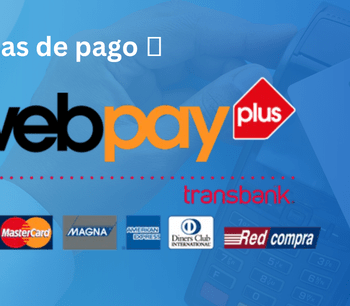 as de pago
webpay plus
transbank.
MasterCard MAGNA AMERICAN EXPRESS Diners Club INTERNATIONAL Red compra